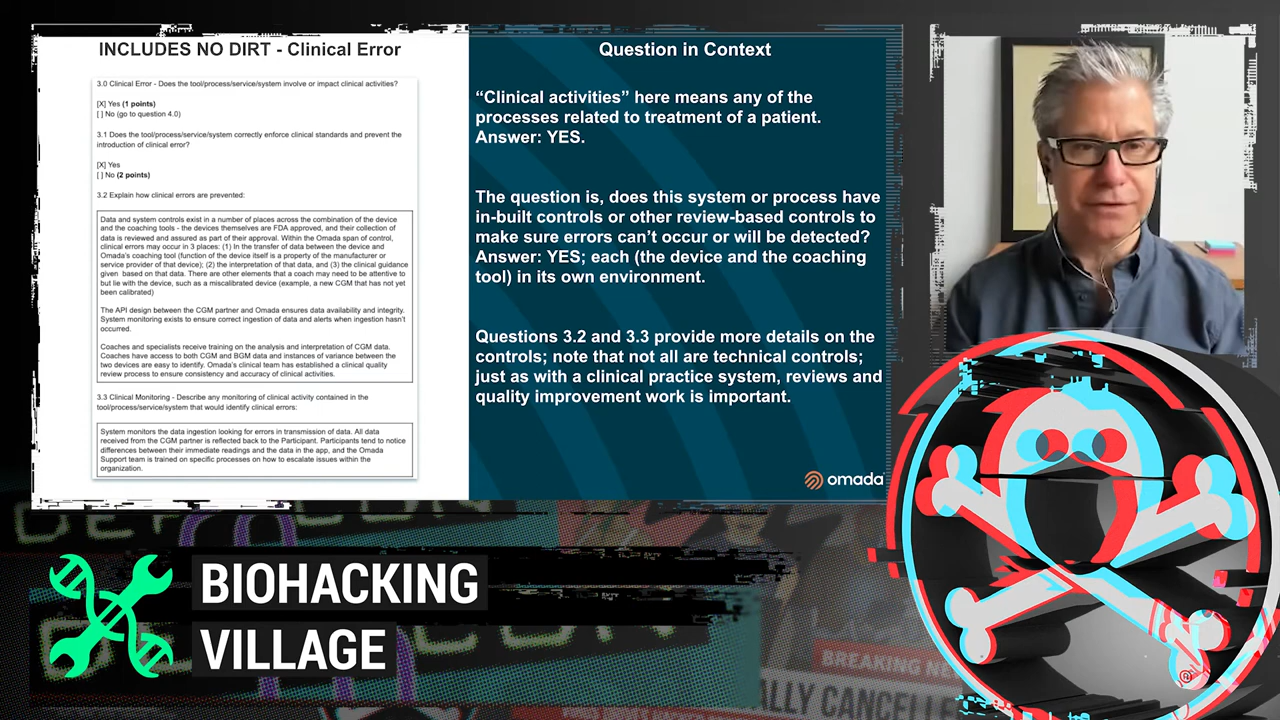 INCLUDES NO DIRT - Clinical Error
3.0 Clinical Error - Does the tool/process/service/system involve or impact clinical activities?
[X] Yes (1 points)
[ ] No (go to question 4.0)
3.1 Does the tool/process/service/system correctly enforce clinical standards and prevent the
introduction of clinical error?
[X] Yes
[ ] No (2 points)
3.2 Explain how clinical errors are prevented:
Data and system controls exist in a number of places across the combination of the device
and the coaching tools - the devices themselves are FDA approved, and their collection of
data is reviewed and assured as part of their approval. Within the Omada span of control,
clinical errors may occur in 3 places: (1) In the transfer of data between the device and
Omada's coaching tool (function of the device itself is a property of the manufacturer or
service provider of that device); (2) the interpretation of that data, and (3) the clinical guidance
given based on that data. There are other elements that a coach may need to be attentive to
but lie with the device, such as a miscalibrated device (example, a new CGM that has not yet
been calibrated)
The API design between the CGM partner and Omada ensures data availability and integrity.
System monitoring exists to ensure correct ingestion of data and alerts when ingestion hasn't
occurred.
Coaches and specialists receive training on the analysis and interpretation of CGM data.
Coaches have access to both CGM and BGM data and instances of variance between the
two devices are easy to identify. Omada's clinical team has established a clinical quality
review process to ensure consistency and accuracy of clinical activities.
3.3 Clinical Monitoring - Describe any monitoring of clinical activity contained in the
tool/process/service/system that would identify clinical errors:
System monitors the data ingestion looking for errors in transmission of data. All data
received from the CGM partner is reflected back to the Participant. Participants tend to notice
differences between their immediate readings and the data in the app, and the Omada
Support team is trained on specific processes on how to escalate issues within the
organization.
Question in Context
“Clinical activities” here means any of the
processes related to treatment of a patient.
Answer: YES.
The question is, does this system or process have
in-built controls or other review-based controls to
make sure errors can’t occur or will be detected?
Answer: YES; each (the device and the coaching
tool) in its own environment.
Questions 3.2 and 3.3 provide more details on the
controls; note that not all are technical controls;
just as with a clinical practice system, reviews and
quality improvement work is important.
omada
BIOHACKING
VILLAGE
BREAKING NE
LLY CANCELLE
®